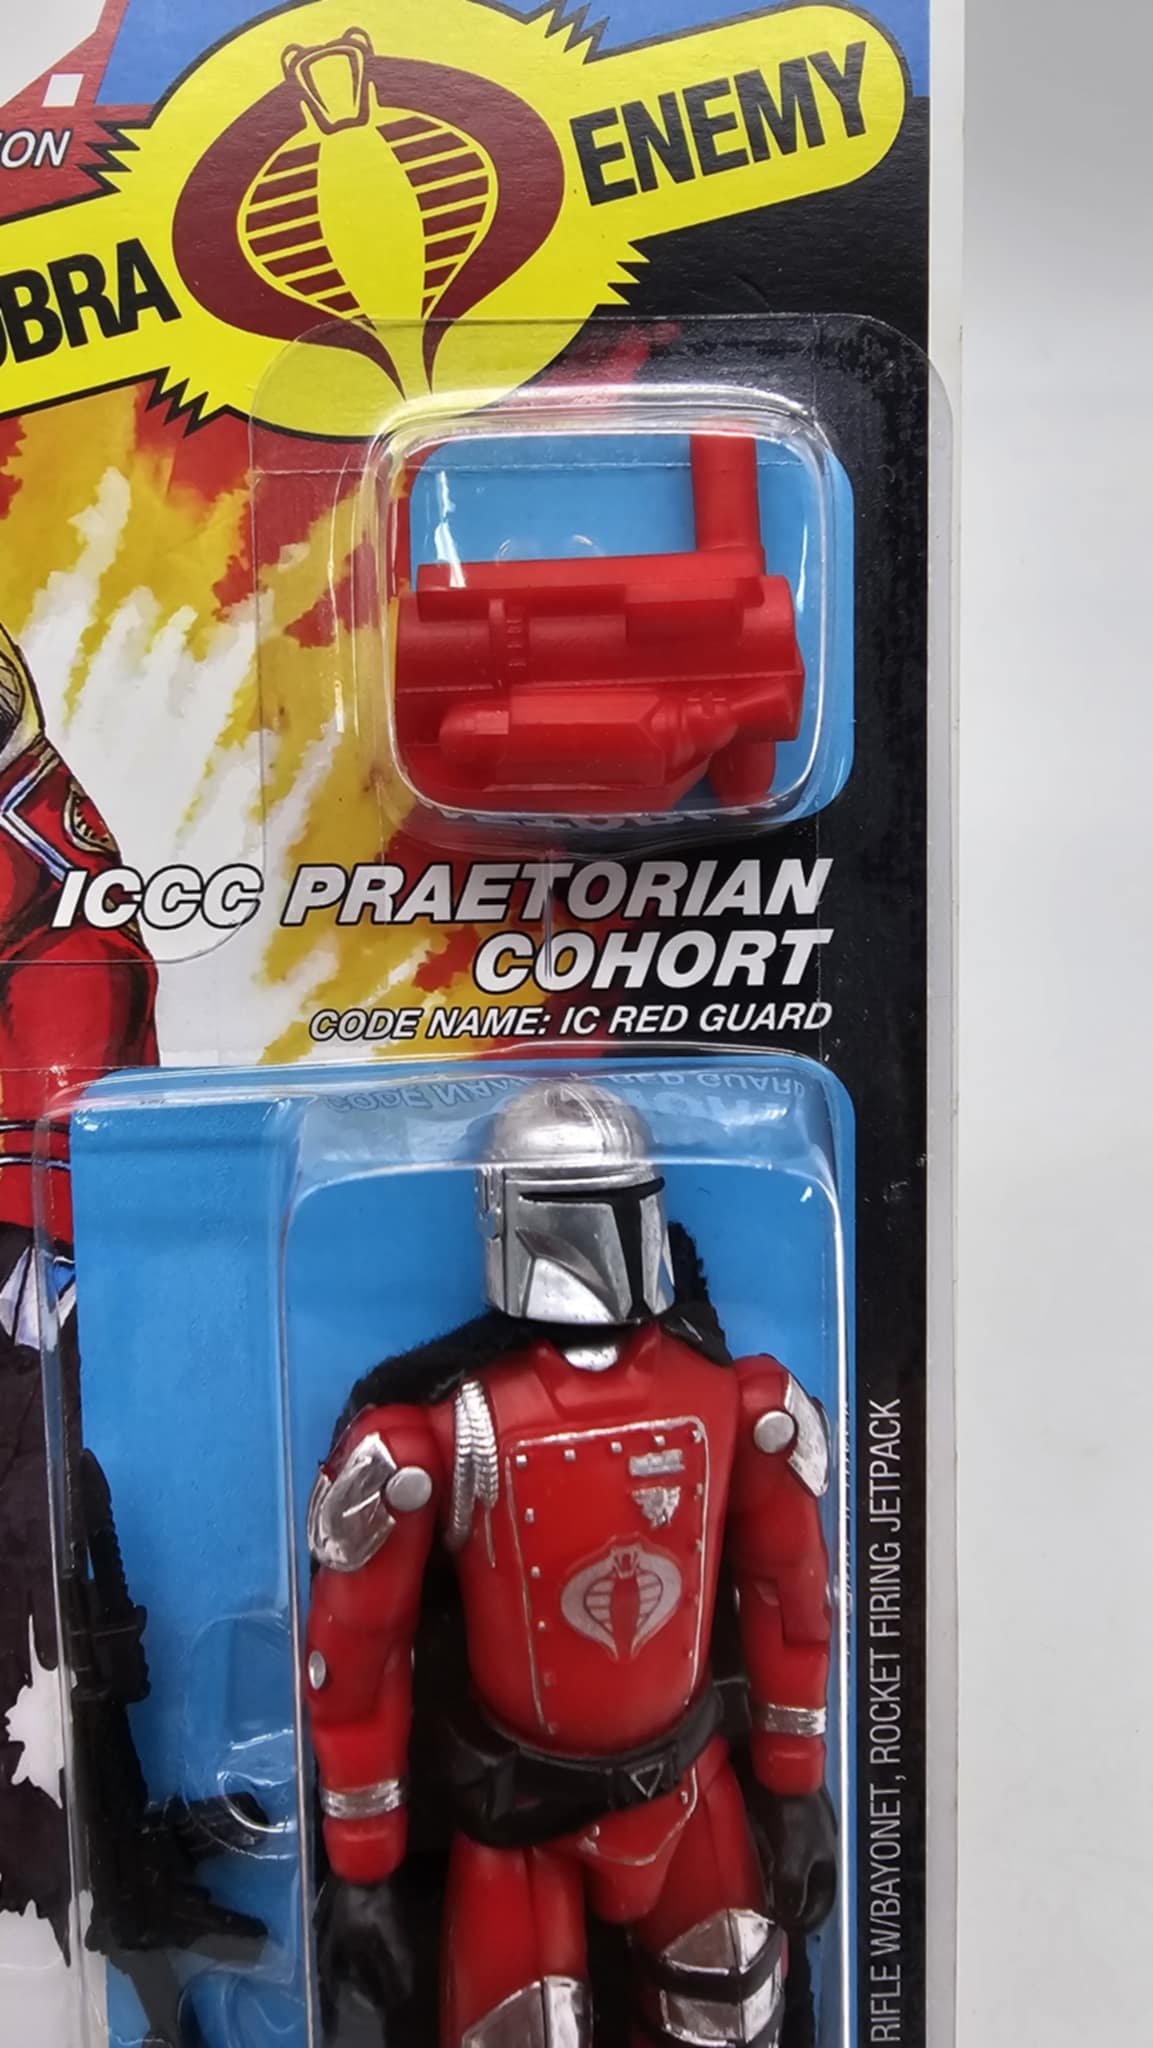 ON
OBRA
ENEMY
ICCC PRAETORIAN
COHORT
CODE NAME: IC RED GUARD
RIFLE W/BAYONET, ROCKET FIRING JETPACK